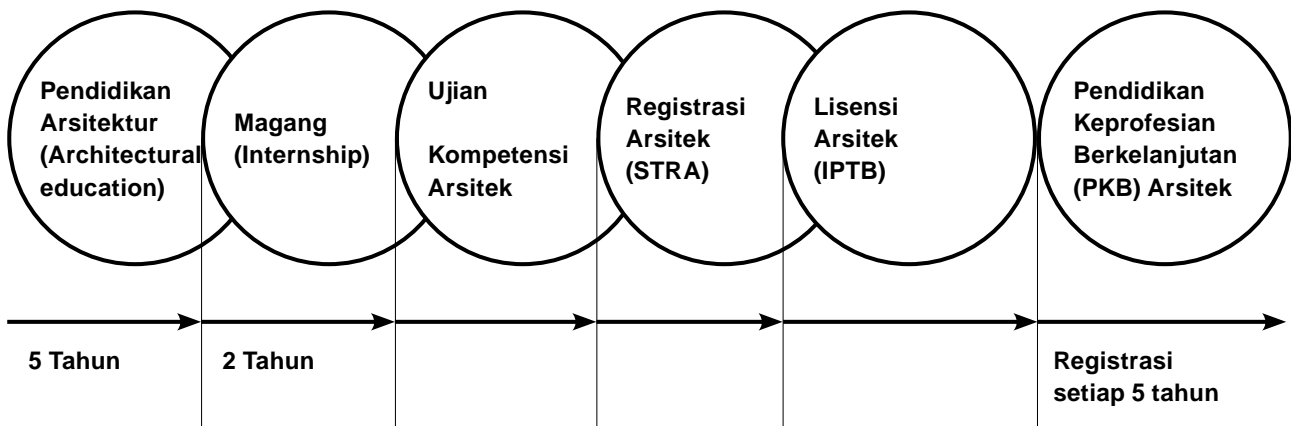 Pendidikan
Arsitektur
(Architectural
education)
Magang
(Internship)
Ujian
Kompetensi
Arsitek
Registrasi
Arsitek
(STRA)
Lisensi
Arsitek
(IPTB)
Pendidikan
Keprofesian
Berkelanjutan
(PKB) Arsitek
5 Tahun
2 Tahun
Registrasi
setiap 5 tahun